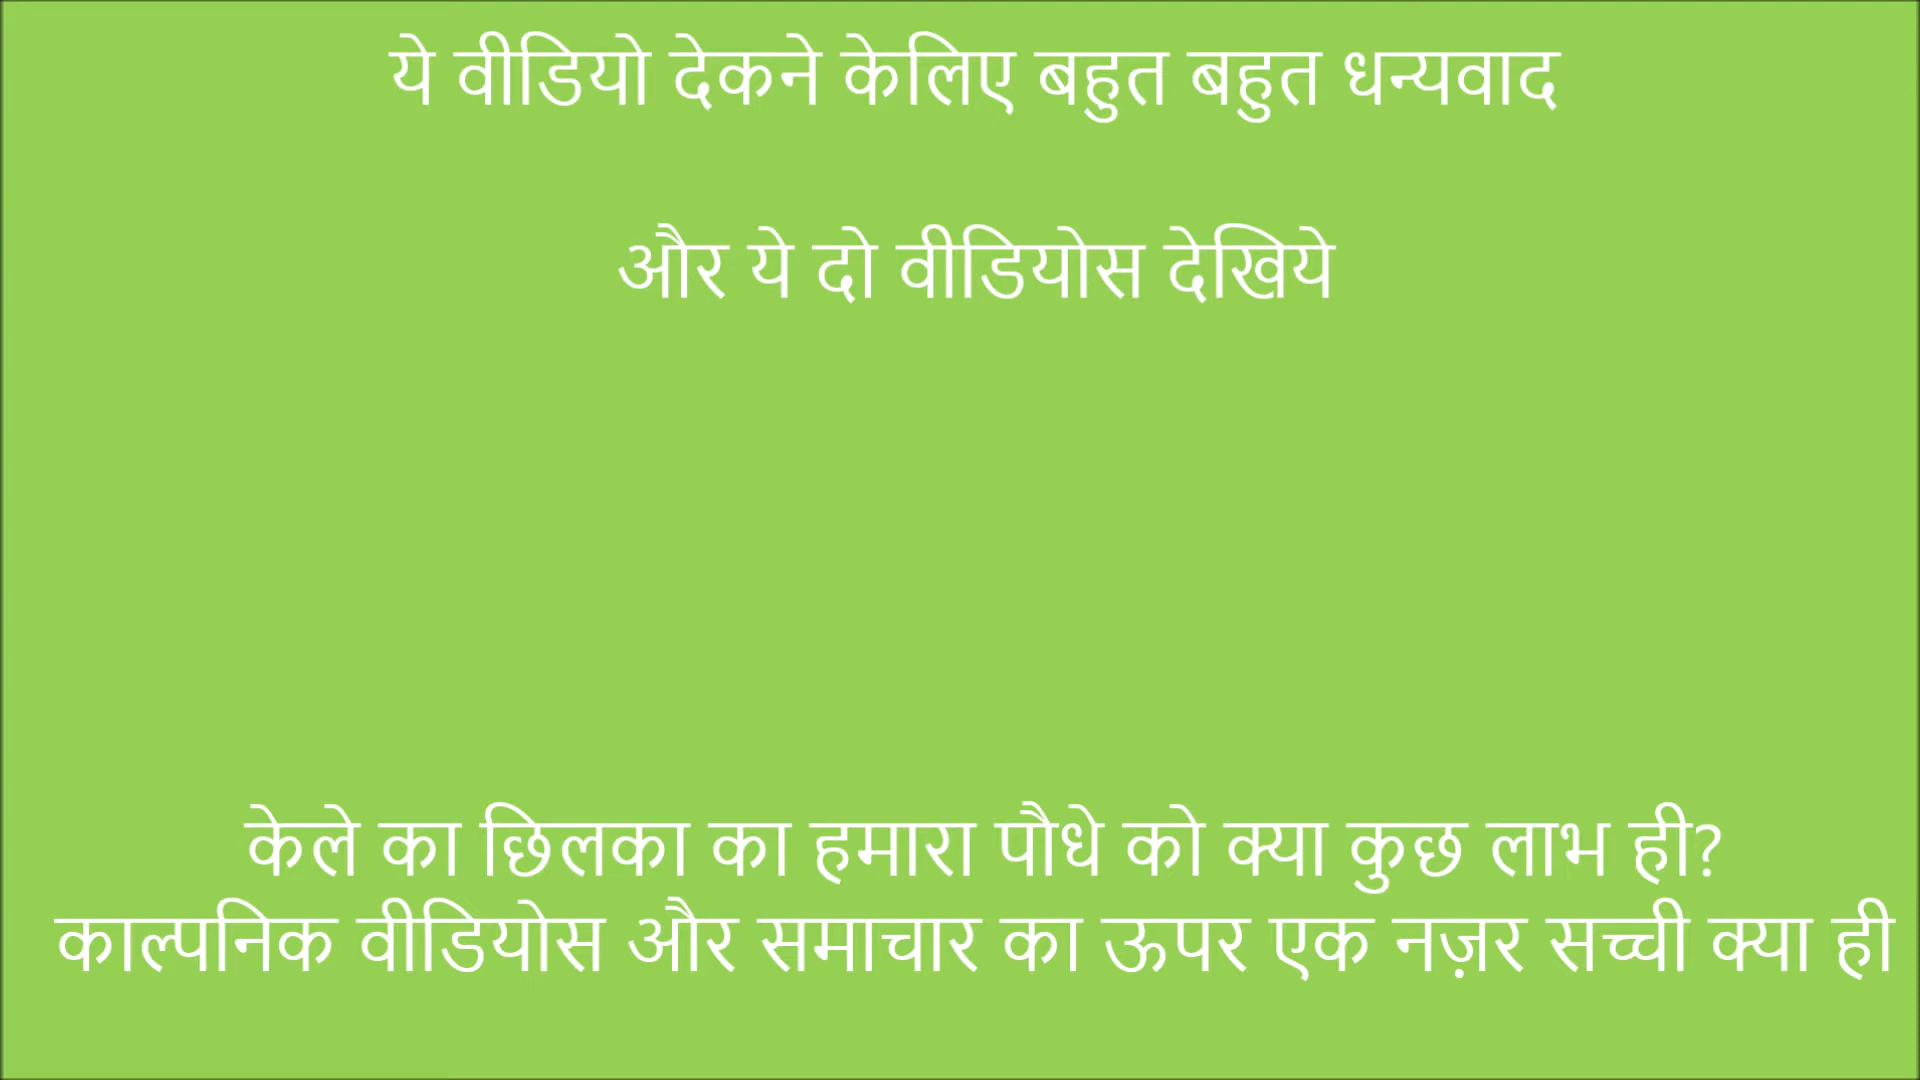 ये वीडियो देकने केलिए बहुत बहुत धन्यवाद
और ये दो वीडियोस देखिये
केले का छिलका का हमारा पौधे को क्या कुछ लाभ ही?
काल्पनिक वीडियोस और समाचार का ऊपर एक नज़र सच्ची क्या ही